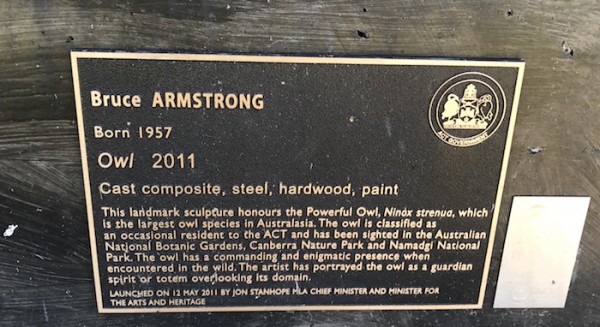 Bruce ARMSTRONG
Born 1957
Owl 2011
Cast composite, steel, hardwood, paint
This landmark sculpture honours the Powerful Owl, Ninox strenua, which
is the largest owl species in Australasia. The owl is classified as
an occasional resident to the ACT and has been sighted in the Australian
National Botanic Gardens, Canberra Nature Park and Namadgi National
Park. The owl has a commanding and enigmatic presence when
encountered in the wild. The artist has portrayed the owl as a guardian
spirit or totem overlooking its domain.
LAUNCHED ON 12 MAY 2011 BY JON STANHOPE MLA CHIEF MINISTER AND MINISTER FOR
THE ARTS AND HERITAGE
ACT GOVERNMENT